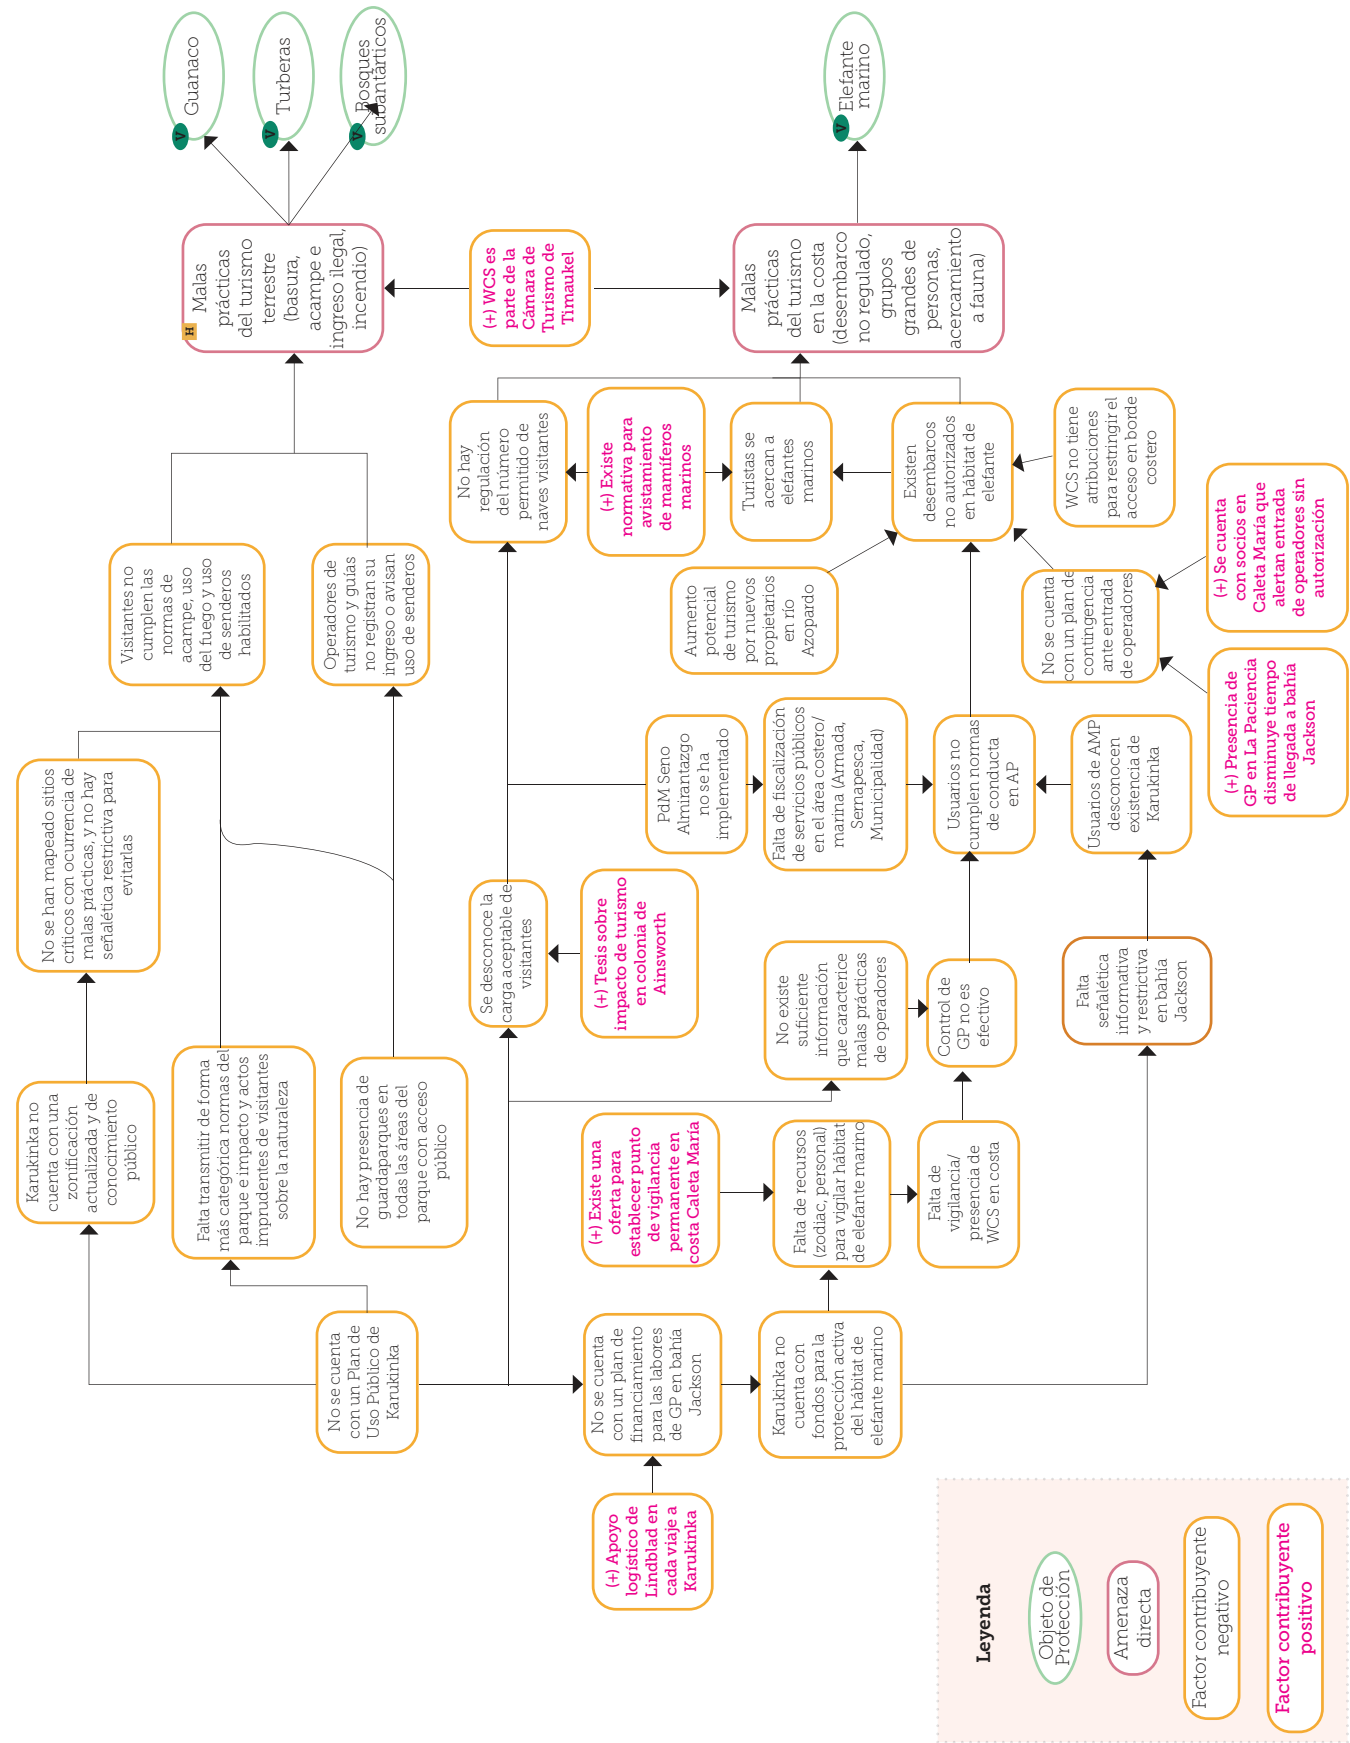 Karukinka no
cuenta con una
zonificación
actualizada y de
conocimiento
público
No se han mapeado sitios
críticos con ocurrencia de
malas prácticas, y no hay
señalética restrictiva para
evitarlas
Visitantes no
cumplen las
normas de
acampe, uso
del fuego y uso
de senderos
habilitados
H
Malas
prácticas
del turismo
terrestre
(basura,
acampe e
ingreso ilegal,
incendio)
V
Guanaco
V
Turberas
V
Bosques
subantárticos
Falta transmitir de forma
más categórica normas del
parque e impacto y actos
imprudentes de visitantes
sobre la naturaleza
Operadores de
turismo y guías
no registran su
ingreso o avisan
uso de senderos
No se cuenta
con un Plan de
Uso Público de
Karukinka
No hay presencia de
guardaparques en
todas las áreas del
parque con acceso
público
(+) WCS es
parte de la
Cámara de
Turismo de
Timaukel
Se desconoce la
carga aceptable de
visitantes
No hay
regulación
del número
permitido de
naves visitantes
(+) Tesis sobre
impacto de turismo
en colonia de
Ainsworth
(+) Existe
normativa para
avistamiento
de mamíferos
marinos
(+) Apoyo
logístico de
Lindblad en
cada viaje a
Karukinka
No se cuenta
con un plan de
financiamiento
para las labores
de GP en bahía
Jackson
(+) Existe una
oferta para
establecer punto
de vigilancia
permanente en
costa Caleta María
PdM Seno
Almirantazgo
no se ha
implementado
Aumento
potencial
de turismo
por nuevos
propietarios
en río
Azopardo
Turistas se
acercan a
elefantes
marinos
Malas
prácticas
del turismo
en la costa
(desembarco
no regulado,
grupos
grandes de
personas,
acercamiento
a fauna)
V
Elefante
marino
Karukinka no
cuenta con
fondos para la
protección activa
del hábitat de
elefante marino
Falta de recursos
(zodiac, personal)
para vigilar hábitat
de elefante marino
No existe
suficiente
información
que caracterice
malas prácticas
de operadores
Falta de fiscalización
de servicios públicos
en el área costero/
marina (Armada,
Sernapesca,
Municipalidad)
Existen
desembarcos
no autorizados
en hábitat de
elefante
Falta de
vigilancia/
presencia de
WCS en costa
Control de
GP no es
efectivo
Usuarios no
cumplen normas
de conducta
en AP
No se cuenta
con un plan de
contingencia
ante entrada
de operadores
WCS no tiene
atribuciones
para restringir el
acceso en borde
costero
Falta
señalética
informativa
y restrictiva
en bahía
Jackson
Usuarios de AMP
desconocen
existencia de
Karukinka
(+) Presencia de
GP en La Paciencia
disminuye tiempo
de llegada a bahía
Jackson
(+) Se cuenta
con socios en
Caleta María que
alertan entrada
de operadores sin
autorización
Leyenda
Objeto de
Protección
Amenaza
directa
Factor contribuyente
negativo
Factor contribuyente
positivo